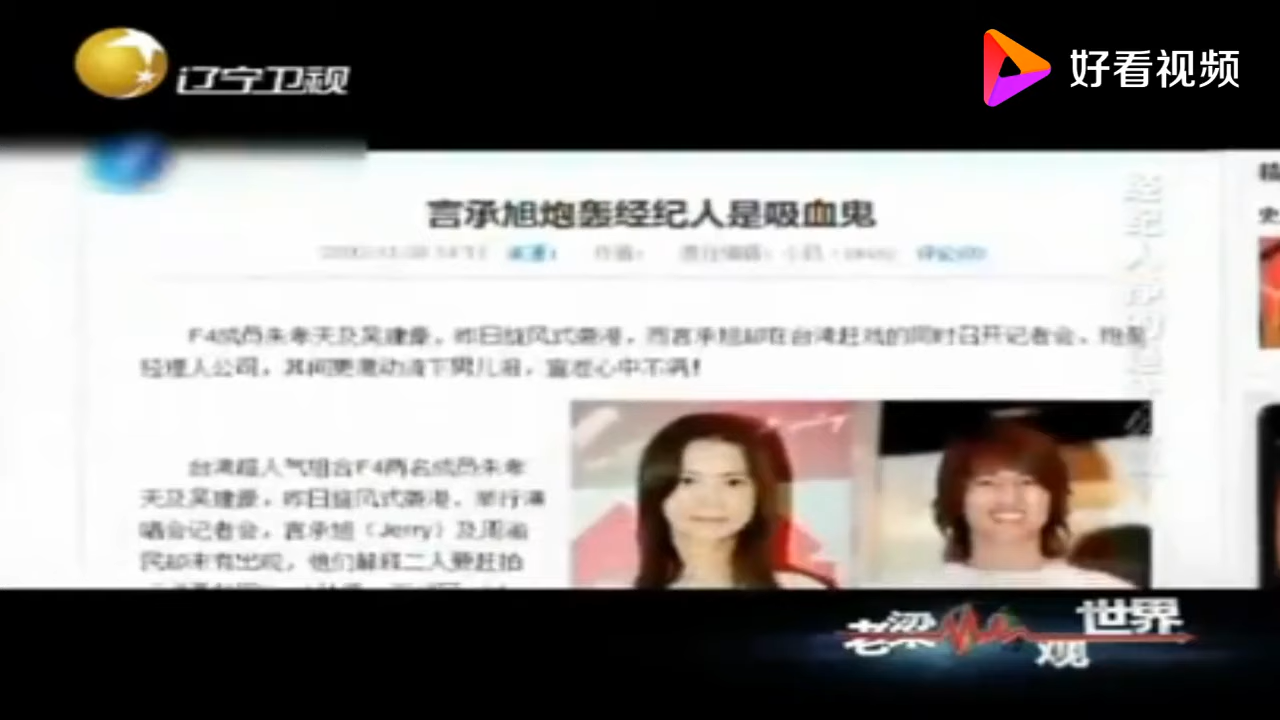 辽宁卫视
好看视频
言承旭炮轰经纪人是吸血鬼
F4成员朱孝天及吴建豪,昨日旋风式袭港,而言承旭却在台湾赶戏的同时召开记者会,炮轰
经理人公司,其间更激动流下男儿泪,宣泄心中不满!
台湾超人气组合F4两名成员朱孝
天及吴建豪,昨日旋风式袭港,举行演
唱会记者会,言承旭(Jerry)及周渝
民却未有出现,他们解释二人要赶拍
精
史
老梁
世界
观